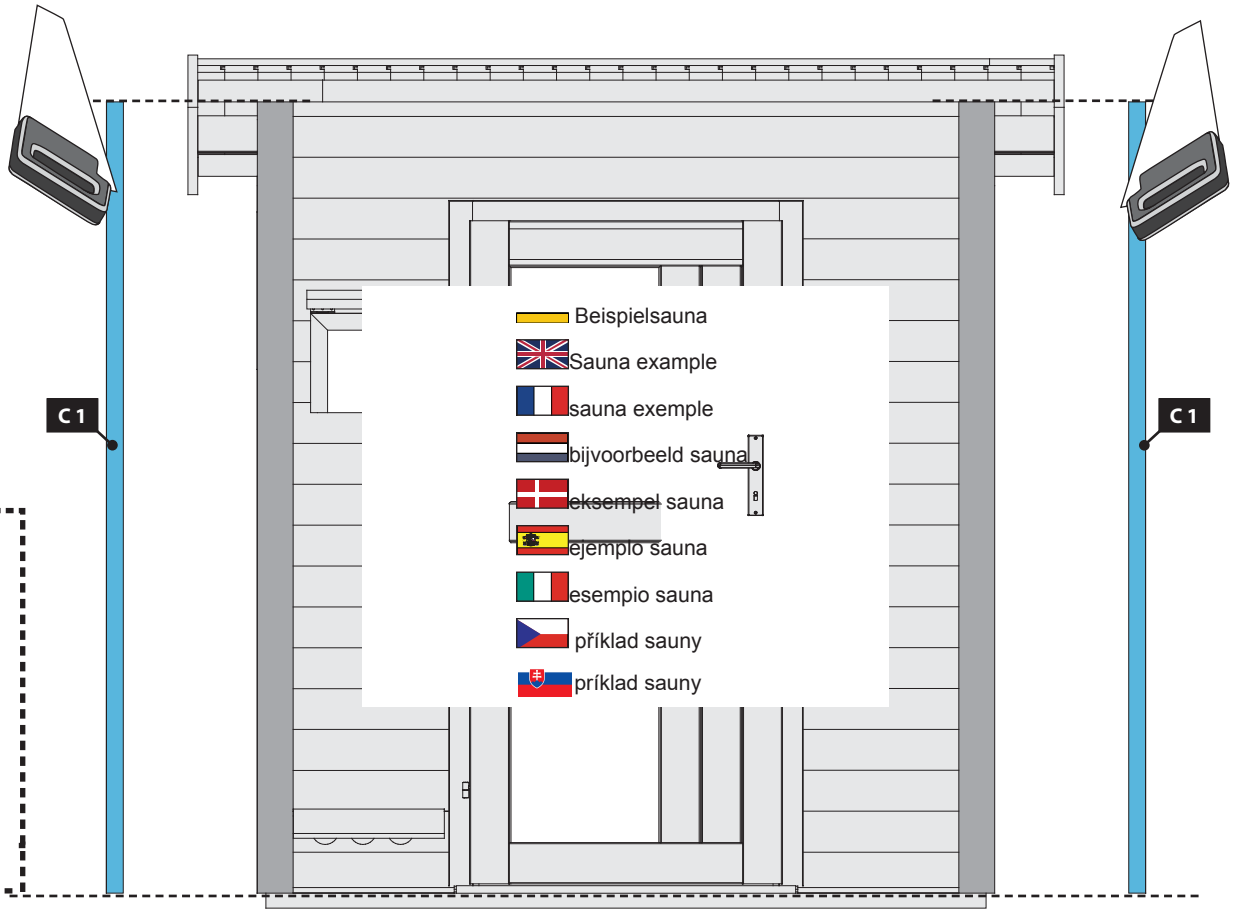 Beispielsauna
Sauna example
sauna exemple
C 1
C 1
bijvoorbeeld sauna
eksempel sauna
ejemplo sauna
esempio sauna
příklad sauny
príklad sauny